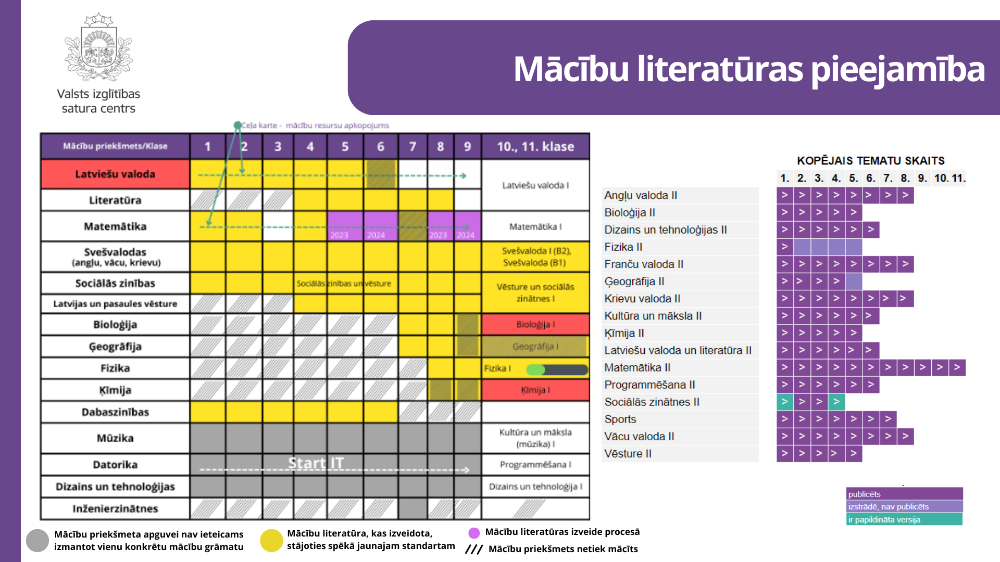 Valsts izglītības
satura centrs
Mācību literatūras pieejamība
Ceļa karte - mācību resursu apkopojums
Mācību priekšmets/Klase 1 2 3 4 5 6 7 8 9 10., 11. klase
Latviešu valoda
Latviešu valoda I
Literatūra
Matemātika
2023 2024 2023 2024
Matemātika I
Svešvalodas
(angļu, vācu, krievu)
Svešvaloda I (B2),
Svešvaloda (B1)
Sociālās zinības
Sociālās zinības un vēsture
Vēsture un sociālās
zinātnes I
Latvijas un pasaules vēsture
Bioloģija
Bioloģija I
Ģeogrāfija
Ģeogrāfija I
Fizika
Fizika I
Ķīmija
Ķīmija I
Dabaszinības
Mūzika
Kultūra un māksla
(mūzika) I
Datorika
Start IT
Programmēšana I
Dizains un tehnoloģijas
Dizains un tehnoloģija I
Inženierzinātnes
KOPĒJAIS TEMATU SKAITS
1. 2. 3. 4. 5. 6. 7. 8. 9. 10. 11.
Angļu valoda II > > > > > > > >
Bioloģija II > > > > >
Dizains un tehnoloģijas II > > > > > >
Fizika II >
Franču valoda II > > > > > > > >
Ģeogrāfija II > > > >
Krievu valoda II > > > > > > > >
Kultūra un māksla II > > > > > >
Ķīmija II > > > > >
Latviešu valoda un literatūra II > > > > > >
Matemātika II > > > > > > > > > > >
Programmēšana II > > > > > >
Sociālās zinātnes II > > > >
Sports > > > > > > >
Vācu valoda II > > > > > > > >
Vēsture II > > > > >
publicēts
izstrādē, nav publicēts
ir papildināta versija
Mācību priekšmeta apguvei nav ieteicams
izmantot vienu konkrētu mācību grāmatu
Mācību literatūra, kas izveidota,
stājoties spēkā jaunajam standartam
Mācību literatūras izveide procesā
Mācību priekšmets netiek mācīts